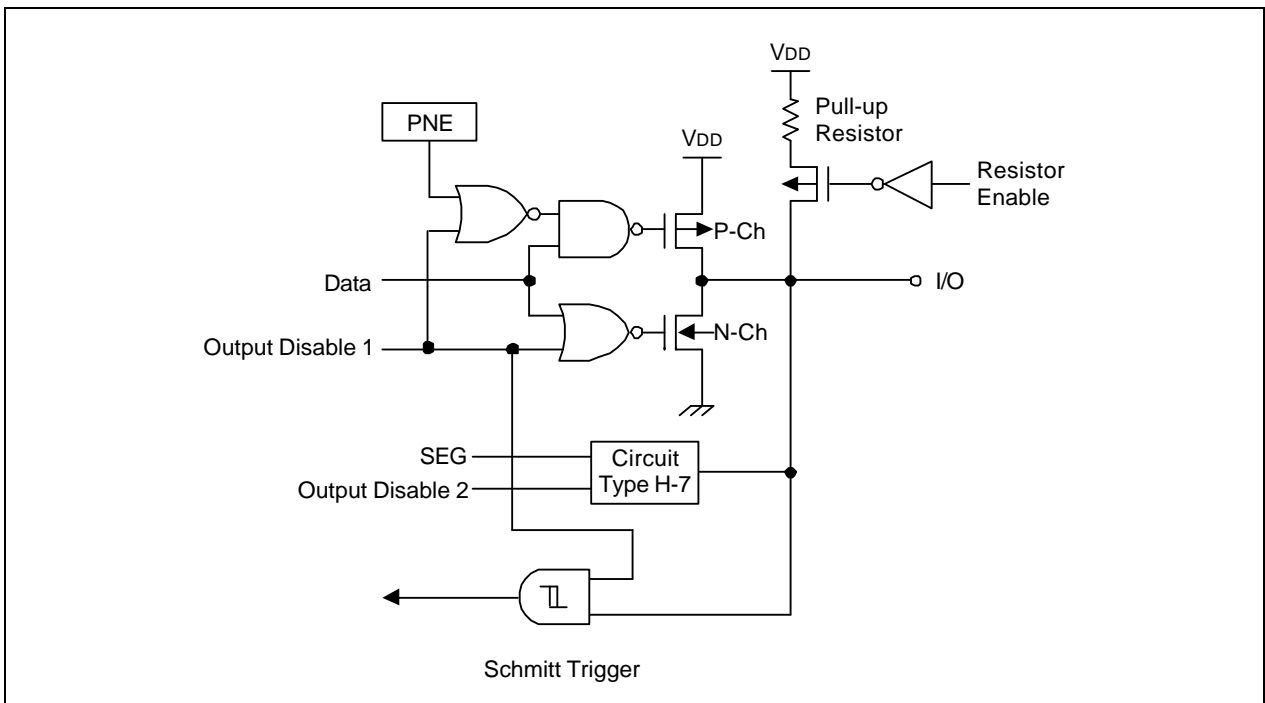 VDD
Pull-up
Resistor
PNE
VDD
Resistor
Enable
P-Ch
Data
I/O
N-Ch
Output Disable 1
SEG
Circuit
Type H-7
Output Disable 2
Schmitt Trigger